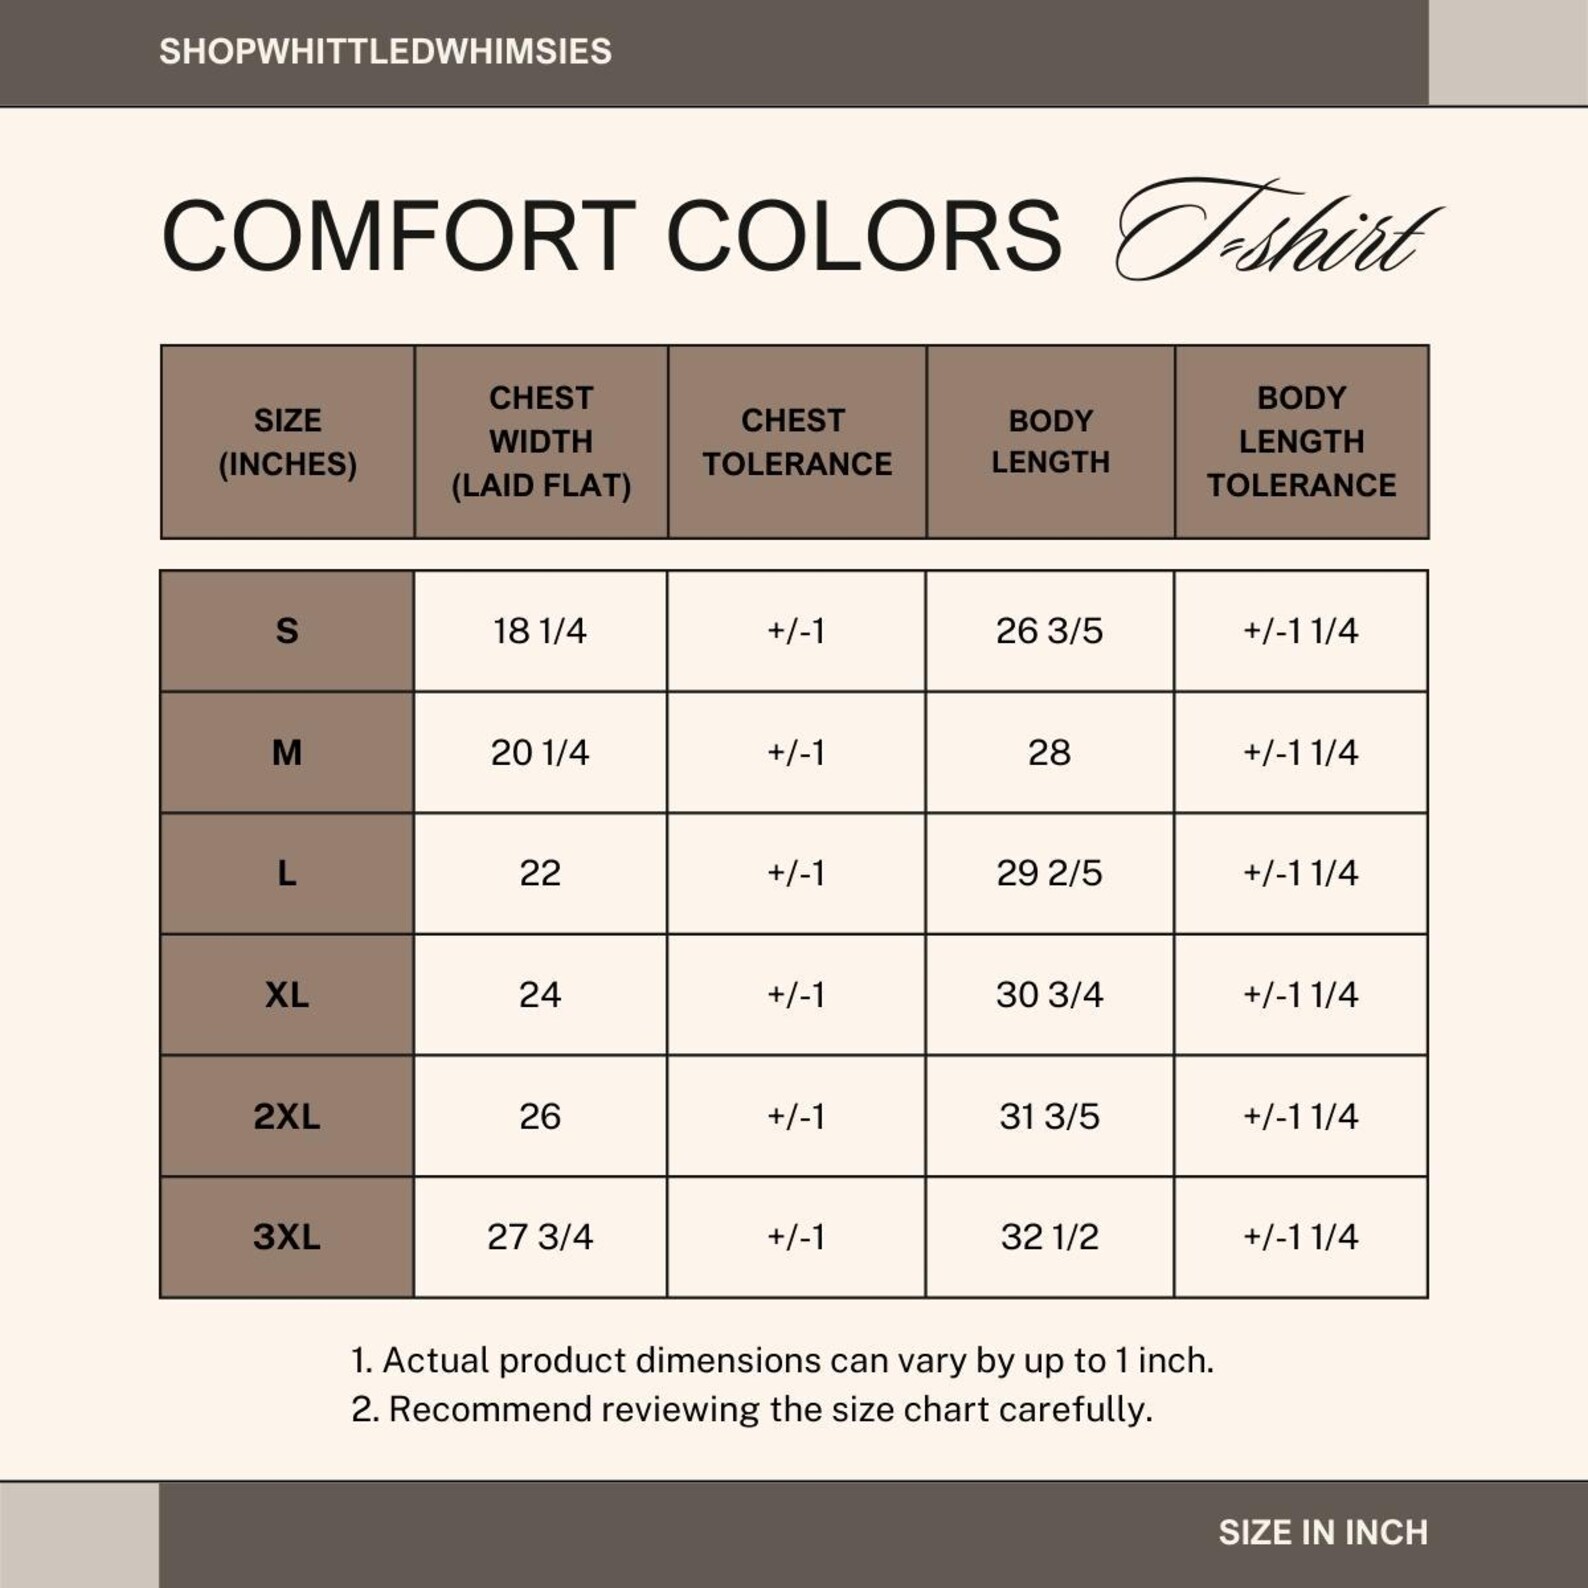 SHOPWHITTLEDWHIMSIES
COMFORT COLORS T-shirt
SIZE
(INCHES)
CHEST
WIDTH
(LAID FLAT)
CHEST
TOLERANCE
BODY
LENGTH
BODY
LENGTH
TOLERANCE
S 18 1/4 +/-1 26 3/5 +/-1 1/4
M 20 1/4 +/-1 28 +/-1 1/4
L 22 +/-1 29 2/5 +/-1 1/4
XL 24 +/-1 30 3/4 +/-1 1/4
2XL 26 +/-1 31 3/5 +/-1 1/4
3XL 27 3/4 +/-1 32 1/2 +/-1 1/4
1. Actual product dimensions can vary by up to 1 inch.
2. Recommend reviewing the size chart carefully.
SIZE IN INCH